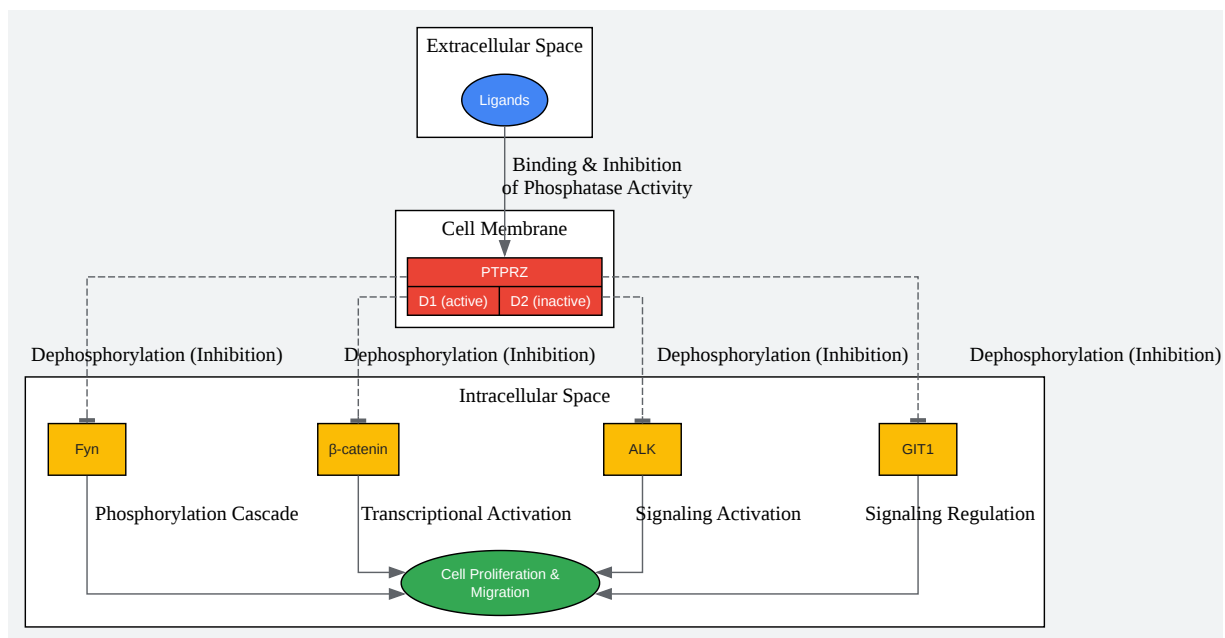 Extracellular Space
Ligands
Binding & Inhibition
of Phosphatase Activity
Cell Membrane
PTPRZ
D1 (active)
D2 (inactive)
Dephosphorylation (Inhibition)
Dephosphorylation (Inhibition)
Dephosphorylation (Inhibition)
Dephosphorylation (Inhibition)
Intracellular Space
Fyn
β-catenin
ALK
GIT1
Phosphorylation Cascade
Transcriptional Activation
Signaling Activation
Signaling Regulation
Cell Proliferation &
Migration